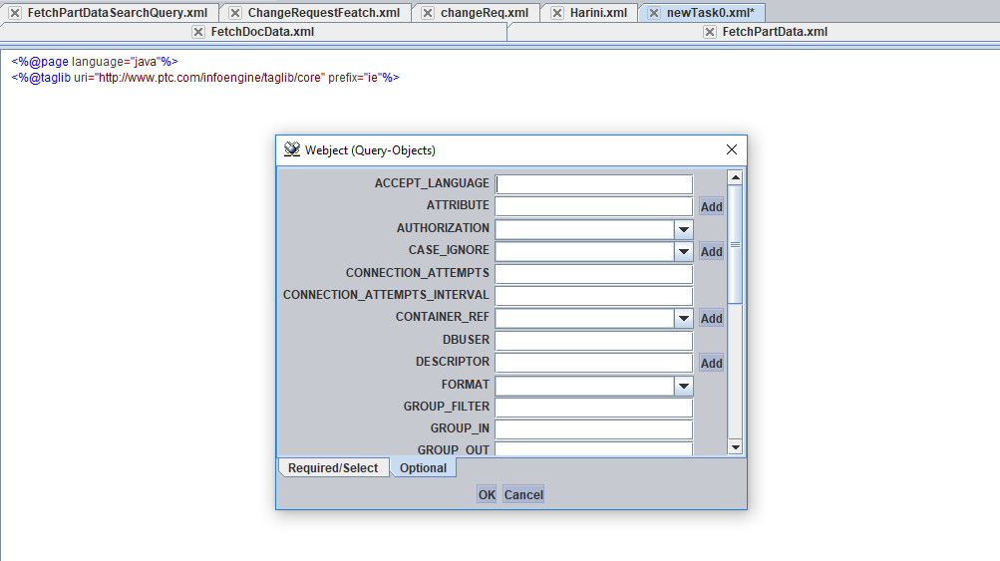 FetchPartDataSearchQuery.xml ChangeRequestFeatch.xml changeReq.xml Harini.xml newTask0.xml*
FetchDocData.xml FetchPartData.xml
<%@page language="java"%>
<%@taglib uri="http://www.ptc.com/infoengine/taglib/core" prefix="ie"%>
Webject (Query-Objects)
ACCEPT_LANGUAGE
ATTRIBUTE Add
AUTHORIZATION
CASE_IGNORE Add
CONNECTION_ATTEMPTS
CONNECTION_ATTEMPTS_INTERVAL
CONTAINER_REF Add
DBUSER
DESCRIPTOR Add
FORMAT
GROUP_FILTER
GROUP_IN
GROUP_OUT
Required/Select Optional
OK Cancel